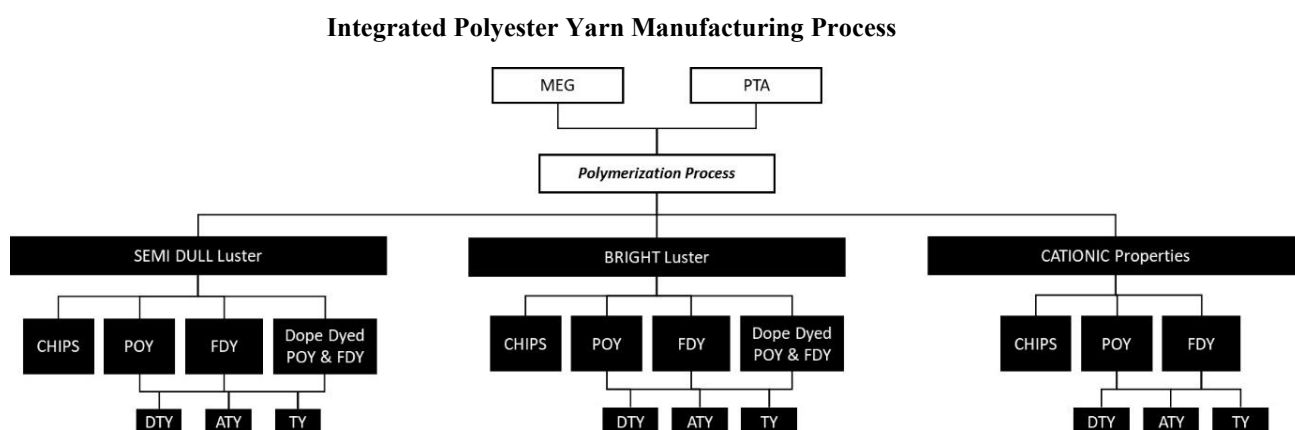 Integrated Polyester Yarn Manufacturing Process
MEG
PTA
Polymerization Process
SEMI DULL Luster
BRIGHT Luster
CATIONIC Properties
CHIPS
POY
FDY
Dope Dyed
POY & FDY
CHIPS
POY
FDY
Dope Dyed
POY & FDY
CHIPS
POY
FDY
DTY
ATY
TY
DTY
ATY
TY
DTY
ATY
TY